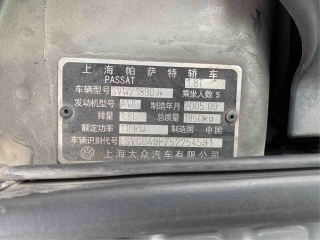 上海帕萨特轿车
PASSAT 1.8L
车辆型号 SVW7183DJI 乘坐人数 5
发动机型号 AWL 制造年月 2005.09
排量 1.8L 总质量 1850kg
额定功率 110kW 制造国 中国
车辆识别代号
上海大众汽车有限公司